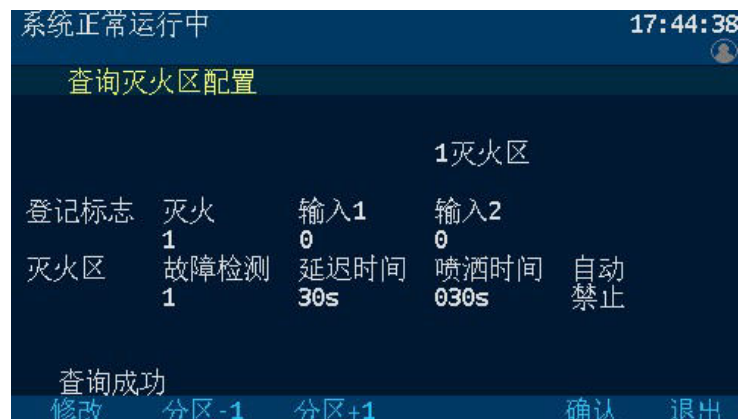 系统正常运行中 17:44:38
查询灭火区配置
1灭火区
登记标志 灭火 输入1 输入2
1 0 0
灭火区 故障检测 延迟时间 喷洒时间 自动
1 30s 030s 禁止
查询成功
修改 分区-1 分区+1 确认 退出